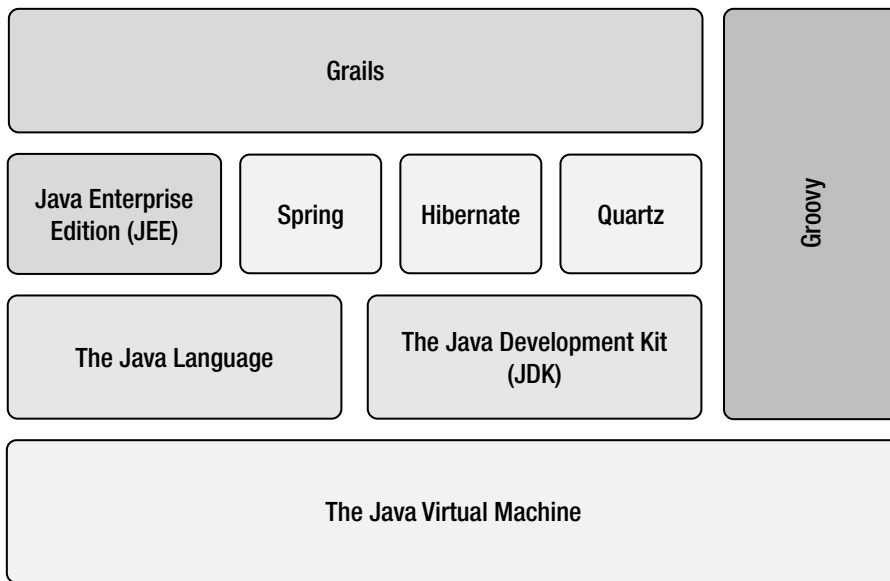 Grails
Java Enterprise
Edition (JEE)
Spring
Hibernate
Quartz
Groovy
The Java Language
The Java Development Kit
(JDK)
The Java Virtual Machine